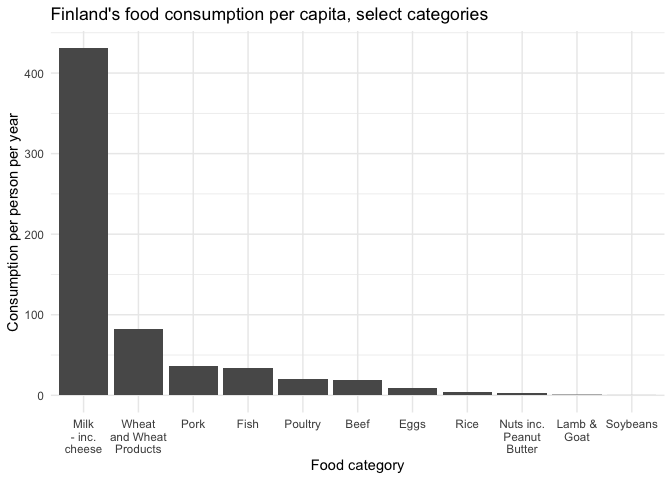 Finland's food consumption per capita, select categories
Consumption per person per year
400
300
200
100
0
Milk
- inc.
cheese
Wheat
and Wheat
Products
Pork
Fish
Poultry
Beef
Eggs
Rice
Nuts inc.
Peanut
Butter
Lamb &
Goat
Soybeans
Food category